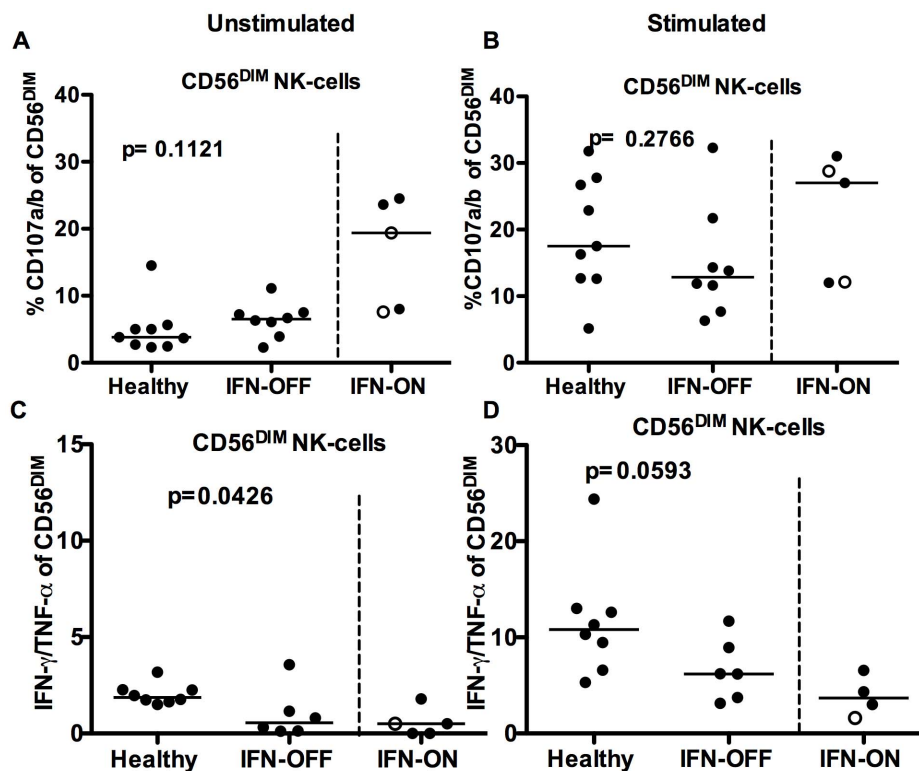 Unstimulated
Stimulated
A
CD56DIM NK-cells
p= 0.1121
% CD107a/b of CD56DIM
40
30
20
10
0
Healthy IFN-OFF IFN-ON
B
CD56DIM NK-cells
p= 0.2766
%CD107a/b of CD56DIM
40
30
20
10
0
Healthy IFN-OFF IFN-ON
C
CD56DIM NK-cells
p=0.0426
IFN-γ/TNF-α of CD56DIM
15
10
5
0
Healthy IFN-OFF IFN-ON
D
CD56DIM NK-cells
p=0.0593
IFN-γ/TNF-α of CD56DIM
30
20
10
0
Healthy IFN-OFF IFN-ON